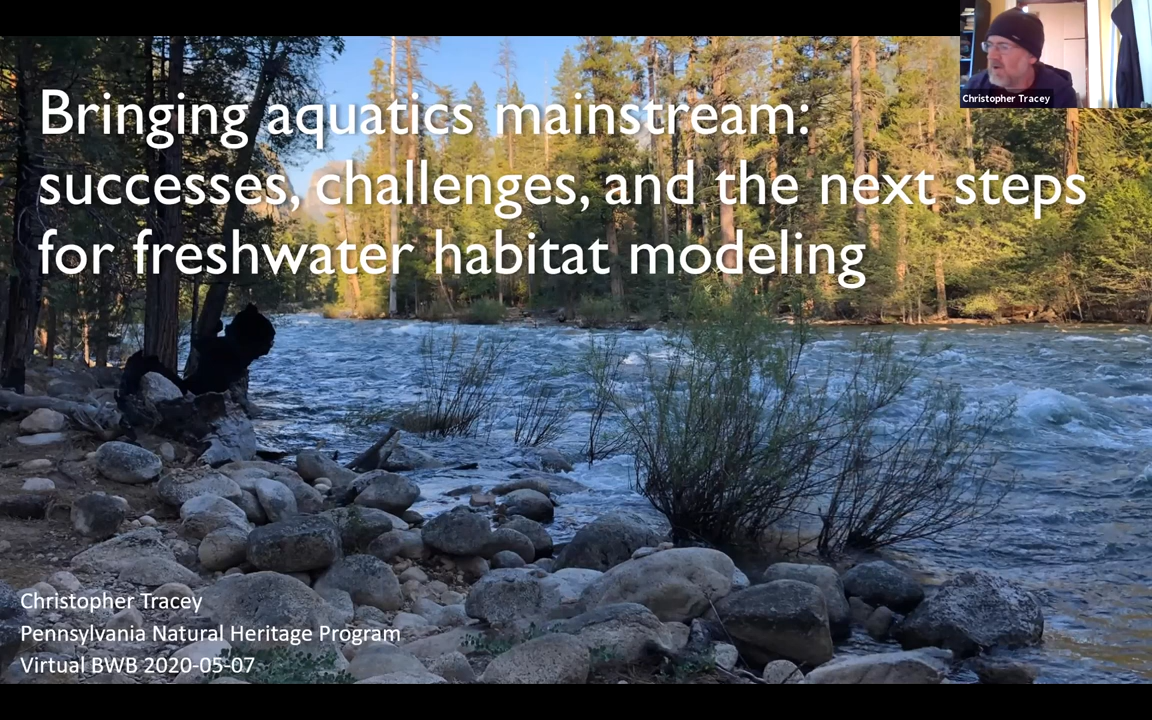 Christopher Tracey
Bringing aquatics mainstream:
successes, challenges, and the next steps
for freshwater habitat modeling
Christopher Tracey
Pennsylvania Natural Heritage Program
Virtual BWB 2020-05-07